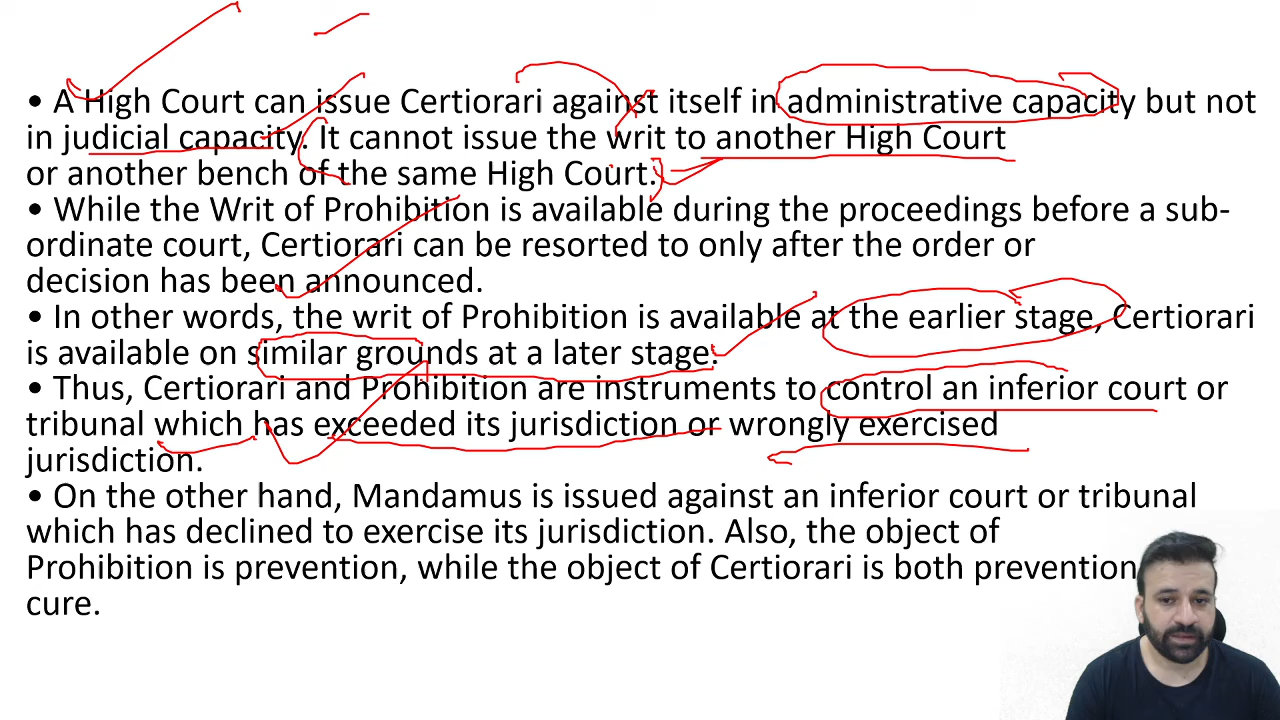 • A High Court can issue Certiorari against itself in administrative capacity but not
in judicial capacity. It cannot issue the writ to another High Court
or another bench of the same High Court.
• While the Writ of Prohibition is available during the proceedings before a sub-
ordinate court, Certiorari can be resorted to only after the order or
decision has been announced.
• In other words, the writ of Prohibition is available at the earlier stage, Certiorari
is available on similar grounds at a later stage.
• Thus, Certiorari and Prohibition are instruments to control an inferior court or
tribunal which has exceeded its jurisdiction or wrongly exercised
jurisdiction.
• On the other hand, Mandamus is issued against an inferior court or tribunal
which has declined to exercise its jurisdiction. Also, the object of
Prohibition is prevention, while the object of Certiorari is both prevention
cure.